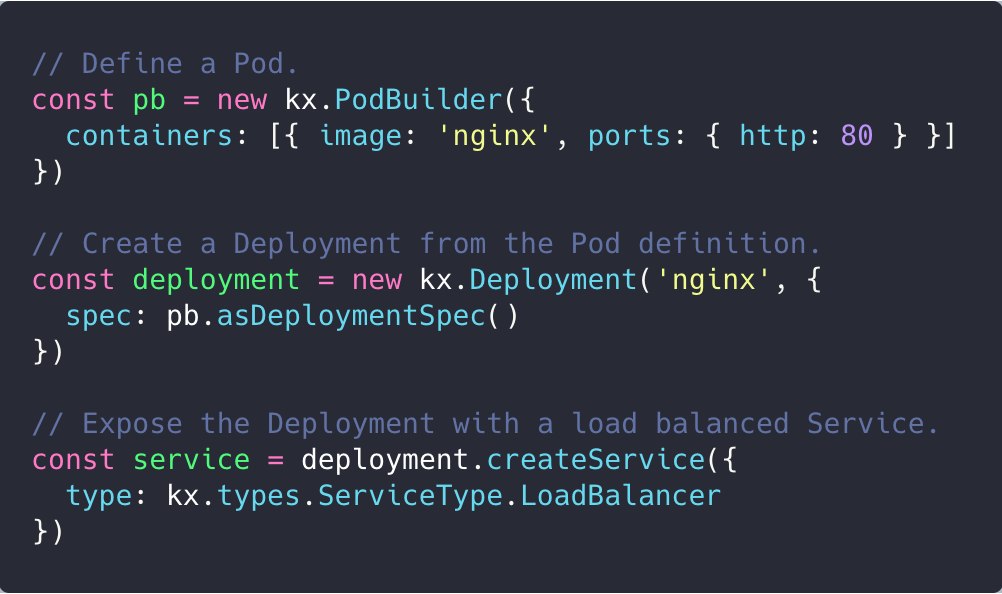 // Define a Pod.
const pb = new kx.PodBuilder({
  containers: [{ image: 'nginx', ports: { http: 80 } }]
})

// Create a Deployment from the Pod definition.
const deployment = new kx.Deployment('nginx', {
  spec: pb.asDeploymentSpec()
})

// Expose the Deployment with a load balanced Service.
const service = deployment.createService({
  type: kx.types.ServiceType.LoadBalancer
})